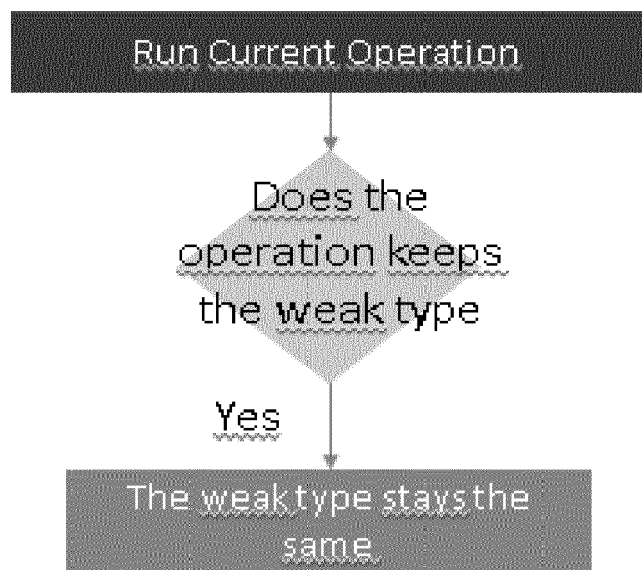 Run Current Operation
Does the
operation keeps
the weak type
Yes
The weak type stays the
same